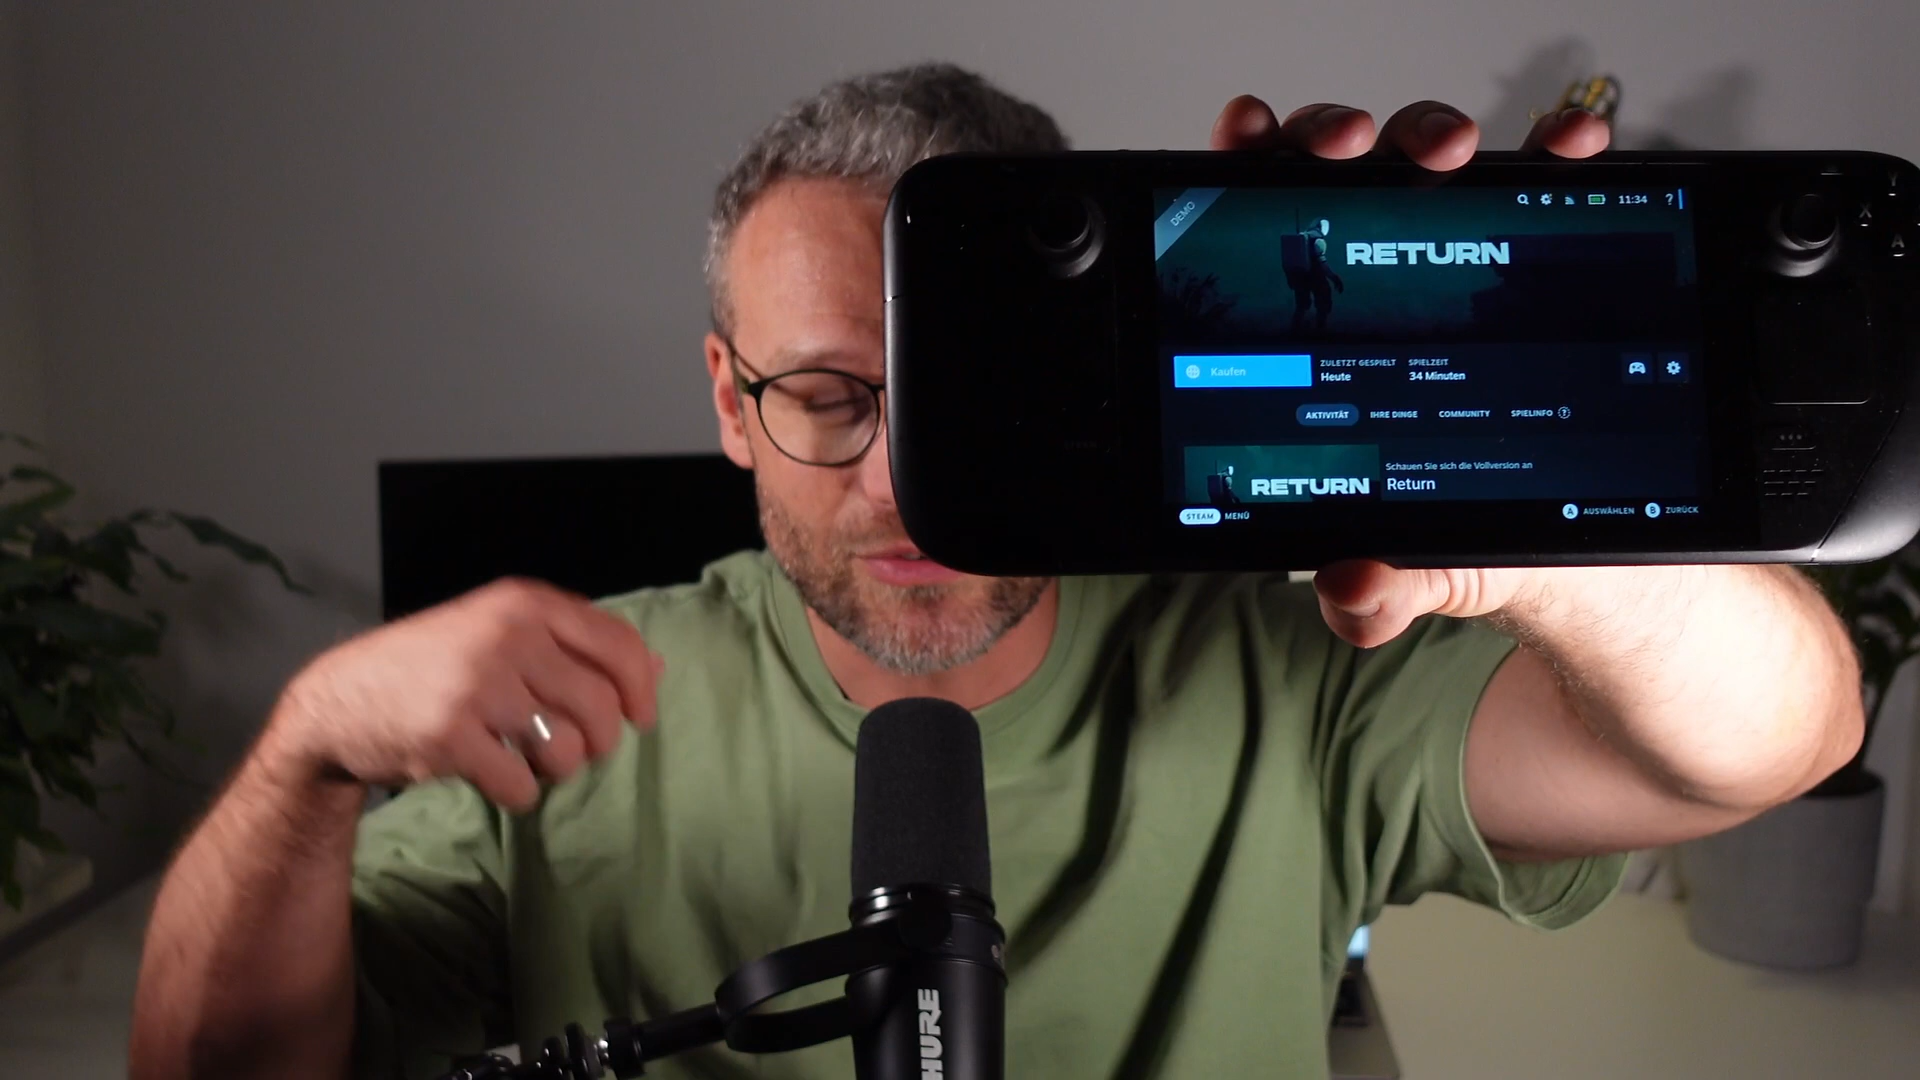 DEMO
11:34 ?
RETURN
Kaufen
ZULETZT GESPIELT SPIELZEIT
Heute 34 Minuten
AKTIVITÄT IHRE DINGE COMMUNITY SPIELINFO ?
Schauen Sie sich die Vollversion an
RETURN Return
STEAM MENÜ A AUSWÄHLEN B ZURÜCK
Y
X
A
HURE